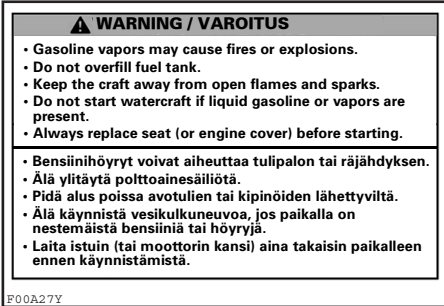 WARNING / VAROITUS
• Gasoline vapors may cause fires or explosions.
• Do not overfill fuel tank.
• Keep the craft away from open flames and sparks.
• Do not start watercraft if liquid gasoline or vapors are
present.
• Always replace seat (or engine cover) before starting.
• Bensiinihöyryt voivat aiheuttaa tulipalon tai räjähdyksen.
• Älä ylitäytä polttoainesäiliötä.
• Pidä alus poissa avotulien tai kipinöiden lähettyviltä.
• Älä käynnistä vesikulkuneuvoa, jos paikalla on
nestemäistä bensiiniä tai höyryjä.
• Laita istuin (tai moottorin kansi) aina takaisin paikalleen
ennen käynnistämistä.
F00A27Y